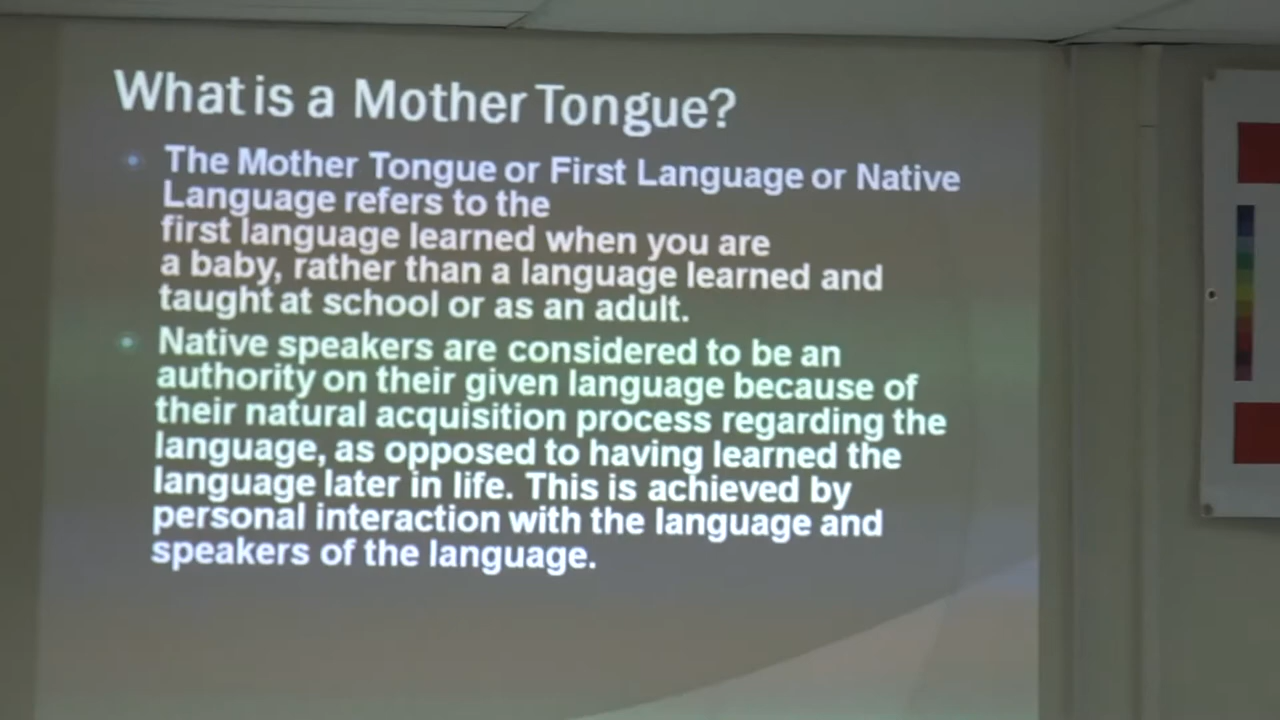 What is a Mother Tongue?
The Mother Tongue or First Language or Native
Language refers to the
first language learned when you are
a baby, rather than a language learned and
taught at school or as an adult.
Native speakers are considered to be an
authority on their given language because of
their natural acquisition process regarding the
language, as opposed to having learned the
language later in life. This is achieved by
personal interaction with the language and
speakers of the language.